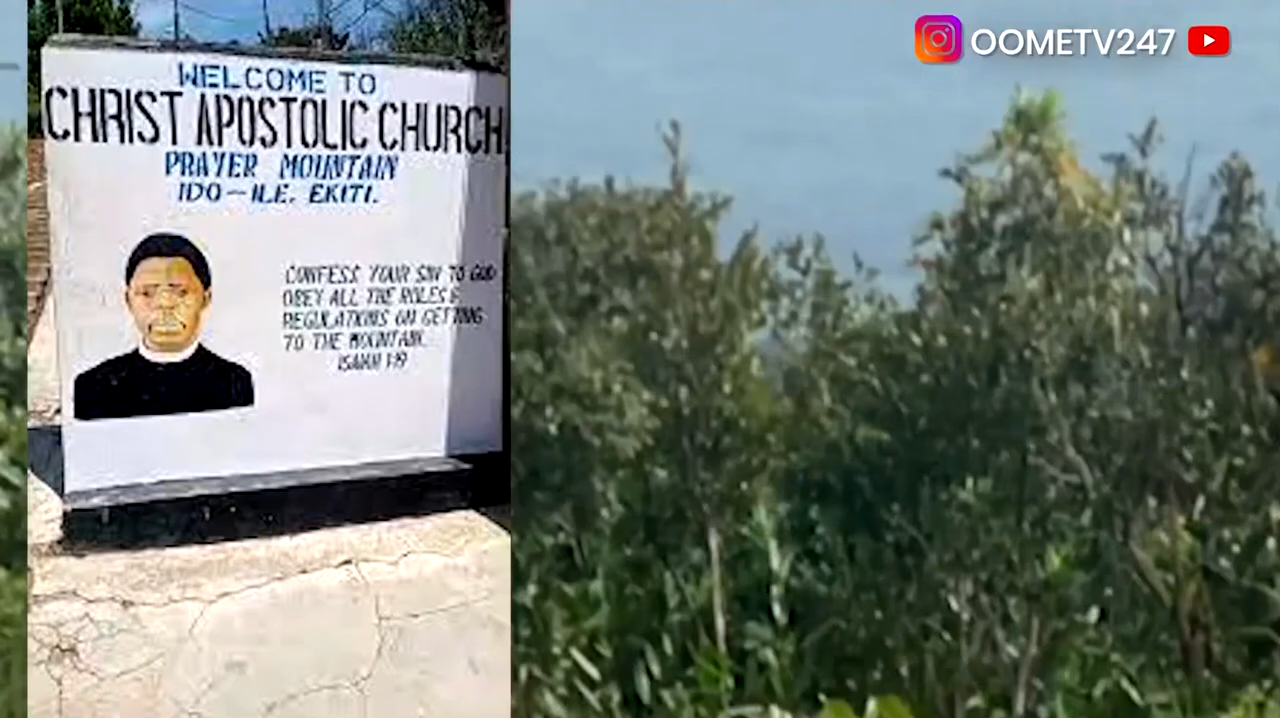 WELCOME TO
CHRIST APOSTOLIC CHURCH
PRAYER MOUNTAIN
IDO-ILE. EKITI.
CONFESS YOUR SIN TO GOD
OBEY ALL THE RULES &
REGULATIONS ON GETTING
TO THE MOUNTAIN.
ISAIAH 1:19
OOMETV247